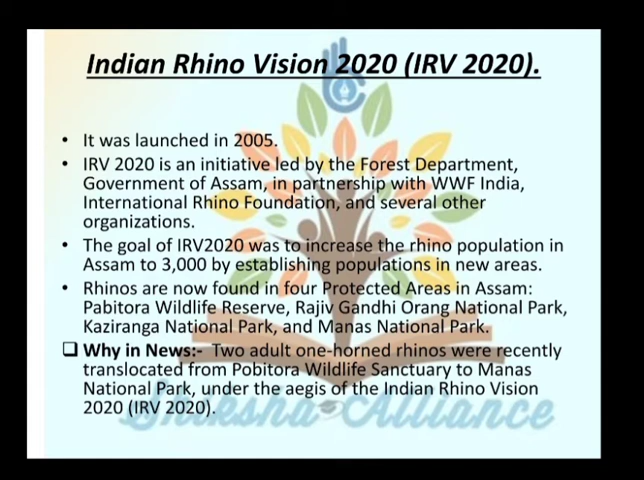 Indian Rhino Vision 2020 (IRV 2020).
• It was launched in 2005.
• IRV 2020 is an initiative led by the Forest Department,
Government of Assam, in partnership with WWF India,
International Rhino Foundation, and several other
organizations.
• The goal of IRV2020 was to increase the rhino population in
Assam to 3,000 by establishing populations in new areas.
• Rhinos are now found in four Protected Areas in Assam:
Pabitora Wildlife Reserve, Rajiv Gandhi Orang National Park,
Kaziranga National Park, and Manas National Park.
❑ Why in News:- Two adult one-horned rhinos were recently
translocated from Pobitora Wildlife Sanctuary to Manas
National Park, under the aegis of the Indian Rhino Vision
2020 (IRV 2020).
Shiksha Alliance